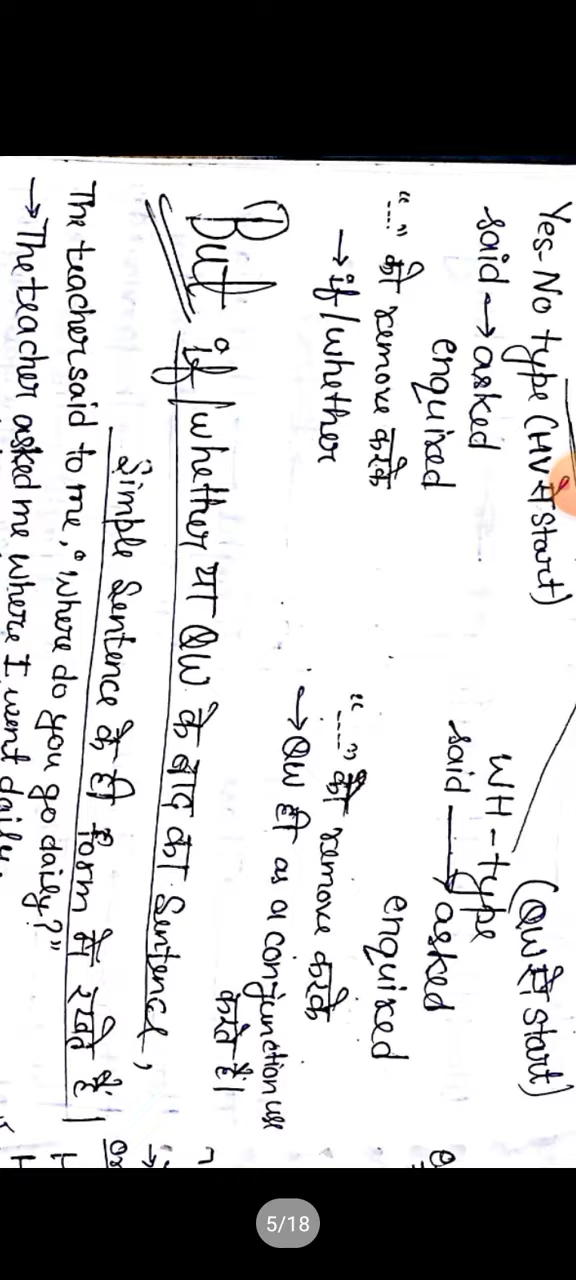 Yes-No type (HV से Start)
said → asked
enquired
"....." को remove करके
→ if/whether
(QW से Start)
WH-type
said → asked
enquired
"....." को remove करके
→ QW ही as a conjunction use
करते हैं।
But if/whether या QW के बाद का Sentence,
Simple Sentence के ही form में रखते हैं।
The teacher said to me, "Where do you go daily?"
→ The teacher asked me where I went daily.
5/18